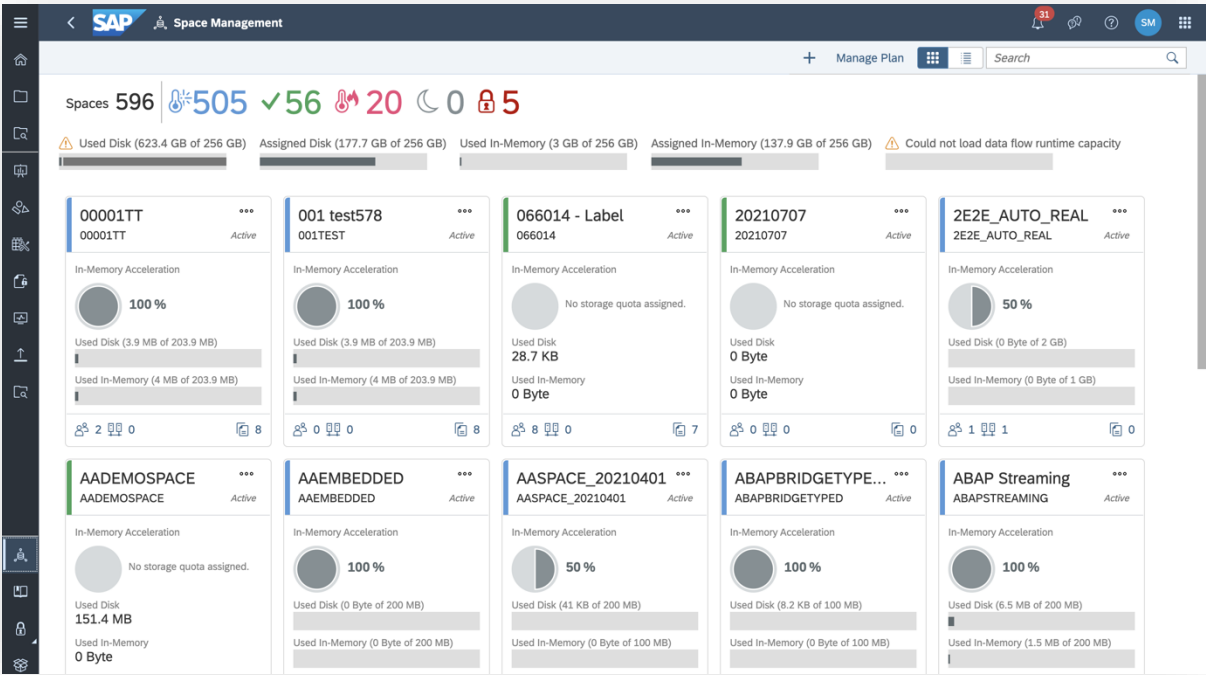 SAP Space Management 31 SM
Manage Plan Search
Spaces 596 505 56 20 0 5
Used Disk (623.4 GB of 256 GB) Assigned Disk (177.7 GB of 256 GB) Used In-Memory (3 GB of 256 GB) Assigned In-Memory (137.9 GB of 256 GB) Could not load data flow runtime capacity
00001TT 001 test578 066014 - Label 20210707 2E2E_AUTO_REAL
00001TT Active 001TEST Active 066014 Active 20210707 Active 2E2E_AUTO_REAL Active
In-Memory Acceleration In-Memory Acceleration In-Memory Acceleration In-Memory Acceleration In-Memory Acceleration
100 % 100 % No storage quota assigned. No storage quota assigned. 50 %
Used Disk (3.9 MB of 203.9 MB) Used Disk (3.9 MB of 203.9 MB) Used Disk Used Disk Used Disk (0 Byte of 2 GB)
28.7 KB 0 Byte
Used In-Memory (4 MB of 203.9 MB) Used In-Memory (4 MB of 203.9 MB) Used In-Memory Used In-Memory Used In-Memory (0 Byte of 1 GB)
0 Byte 0 Byte
2 0 8 0 0 8 8 0 7 0 0 0 1 1 0
AADEMOSPACE AAEMBEDDED AASPACE_20210401 ABAPBRIDGETYPE... ABAP Streaming
AADEMOSPACE Active AAEMBEDDED Active AASPACE_20210401 Active ABAPBRIDGETYPED Active ABAPSTREAMING Active
In-Memory Acceleration In-Memory Acceleration In-Memory Acceleration In-Memory Acceleration In-Memory Acceleration
No storage quota assigned. 100 % 50 % 100 % 100 %
Used Disk Used Disk (0 Byte of 200 MB) Used Disk (41 KB of 200 MB) Used Disk (8.2 KB of 100 MB) Used Disk (6.5 MB of 200 MB)
151.4 MB
Used In-Memory Used In-Memory (0 Byte of 200 MB) Used In-Memory (0 Byte of 100 MB) Used In-Memory (0 Byte of 100 MB) Used In-Memory (1.5 MB of 200 MB)
0 Byte